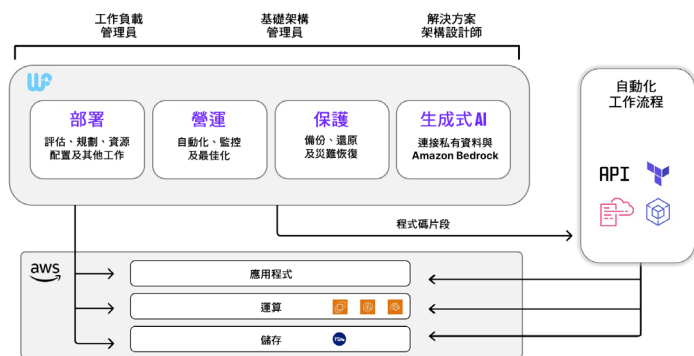 工作負載
管理員
基礎架構
管理員
解決方案
架構設計師
wf
部署
評估、規劃、資源
配置及其他工作
營運
自動化、監控
及最佳化
保護
備份、還原
及災難恢復
生成式AI
連接私有資料與
Amazon Bedrock
自動化
工作流程
API
程式碼片段
aws
應用程式
運算
儲存
FSx